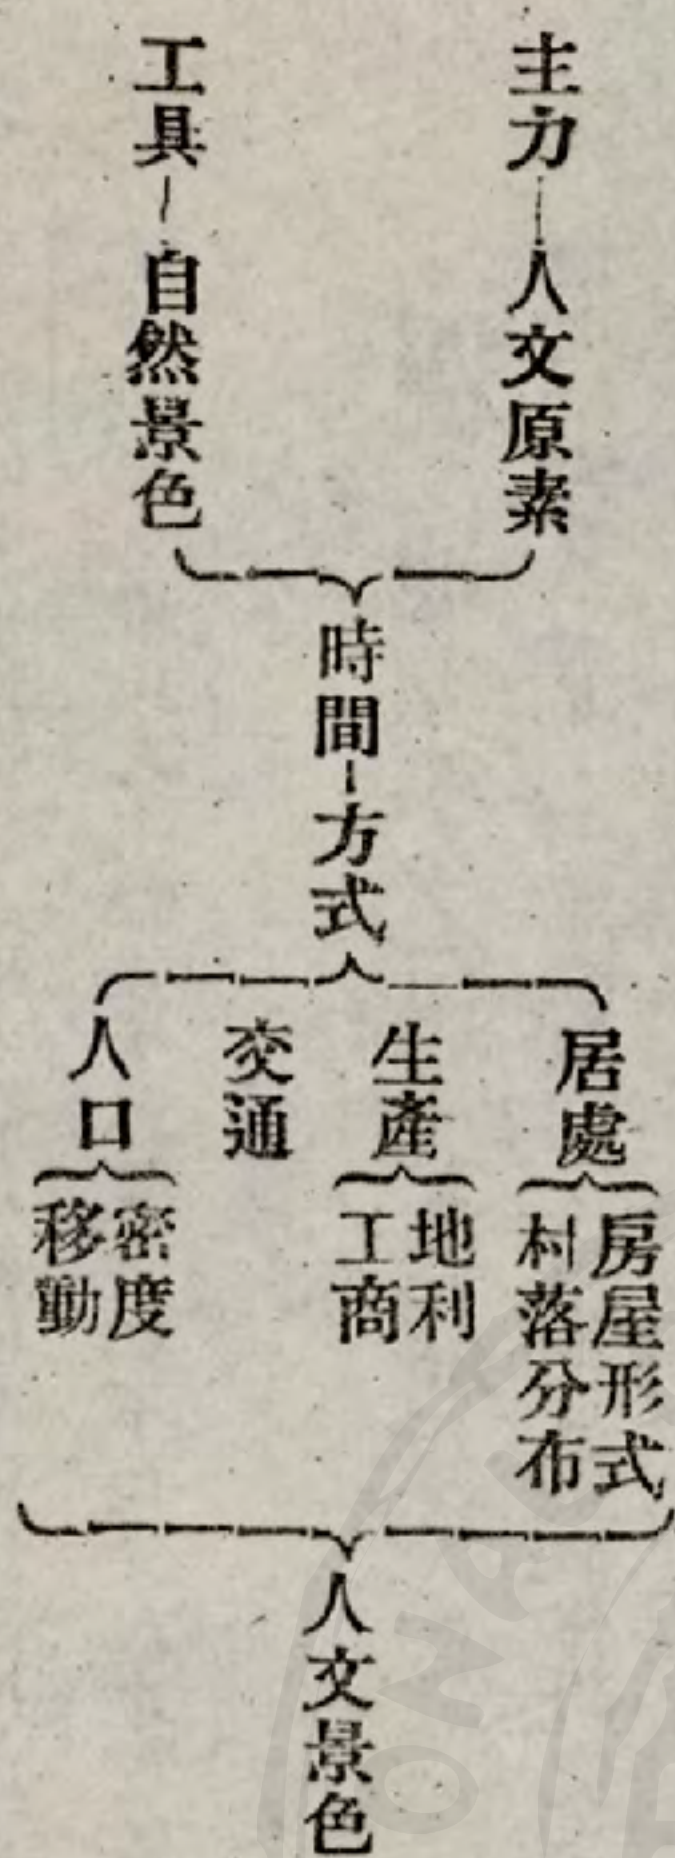 主力—人文原素
工具—自然景色
時間—方式
居處
房屋形式
村落分布
生產
地利
工商
交通
人口
密度
移動
人文景色